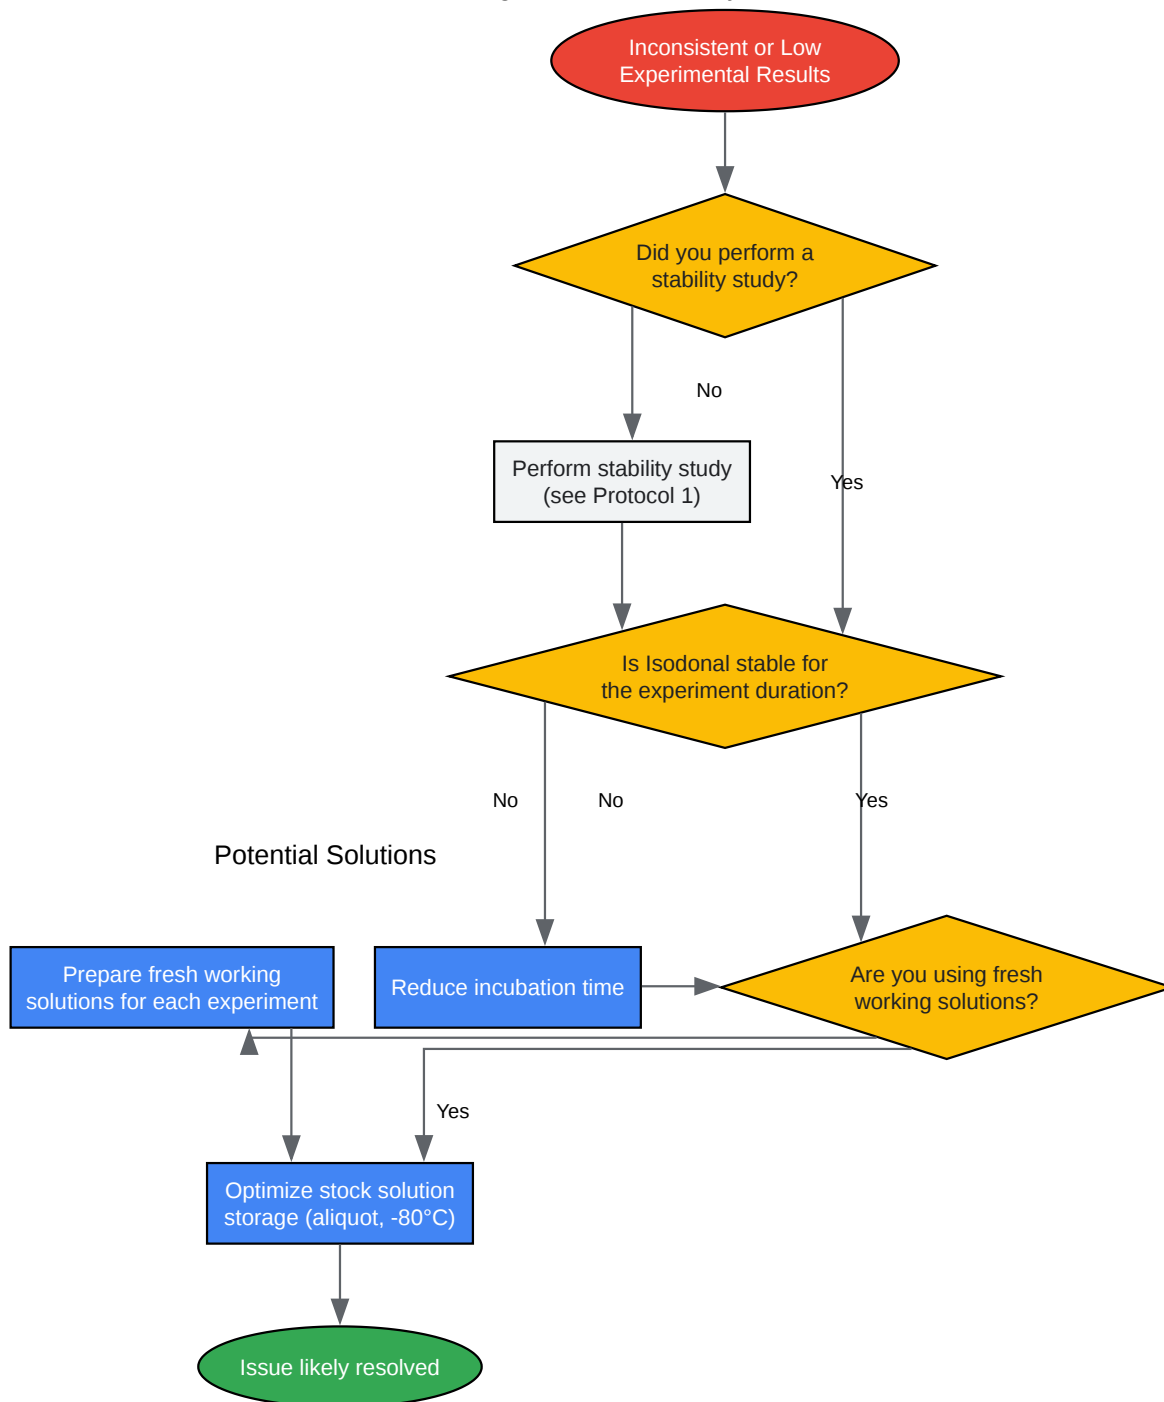 Inconsistent or Low
Experimental Results
Did you perform a
stability study?
No
Perform stability study
(see Protocol 1)
Yes
Is Isodonal stable for
the experiment duration?
No
No
Yes
Potential Solutions
Prepare fresh working
solutions for each experiment
Reduce incubation time
Are you using fresh
working solutions?
Yes
Optimize stock solution
storage (aliquot, -80°C)
Issue likely resolved